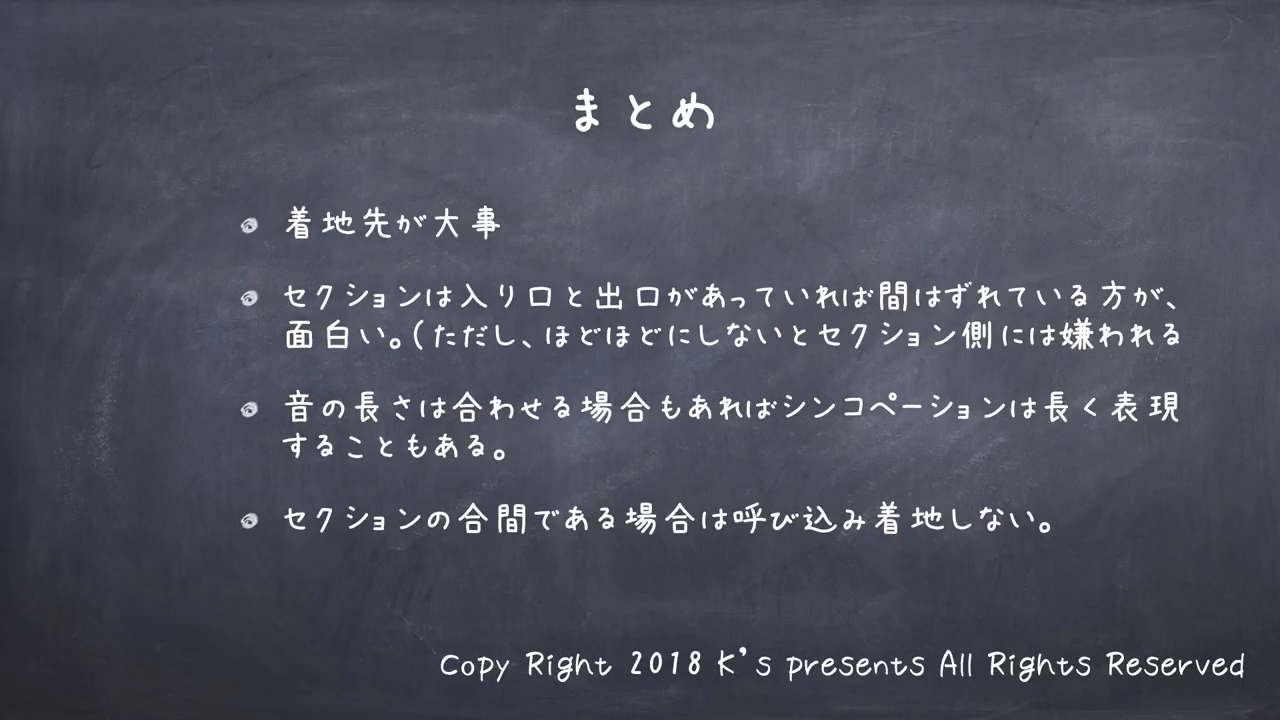 まとめ
着地先が大事
セクションは入り口と出口があっていれば間はずれている方が、
面白い。(ただし、ほどほどにしないとセクション側には嫌われる
音の長さは合わせる場合もあればシンコペーションは長く表現
することもある。
セクションの合間である場合は呼び込み着地しない。
Copy Right 2018 K's presents All Rights Reserved